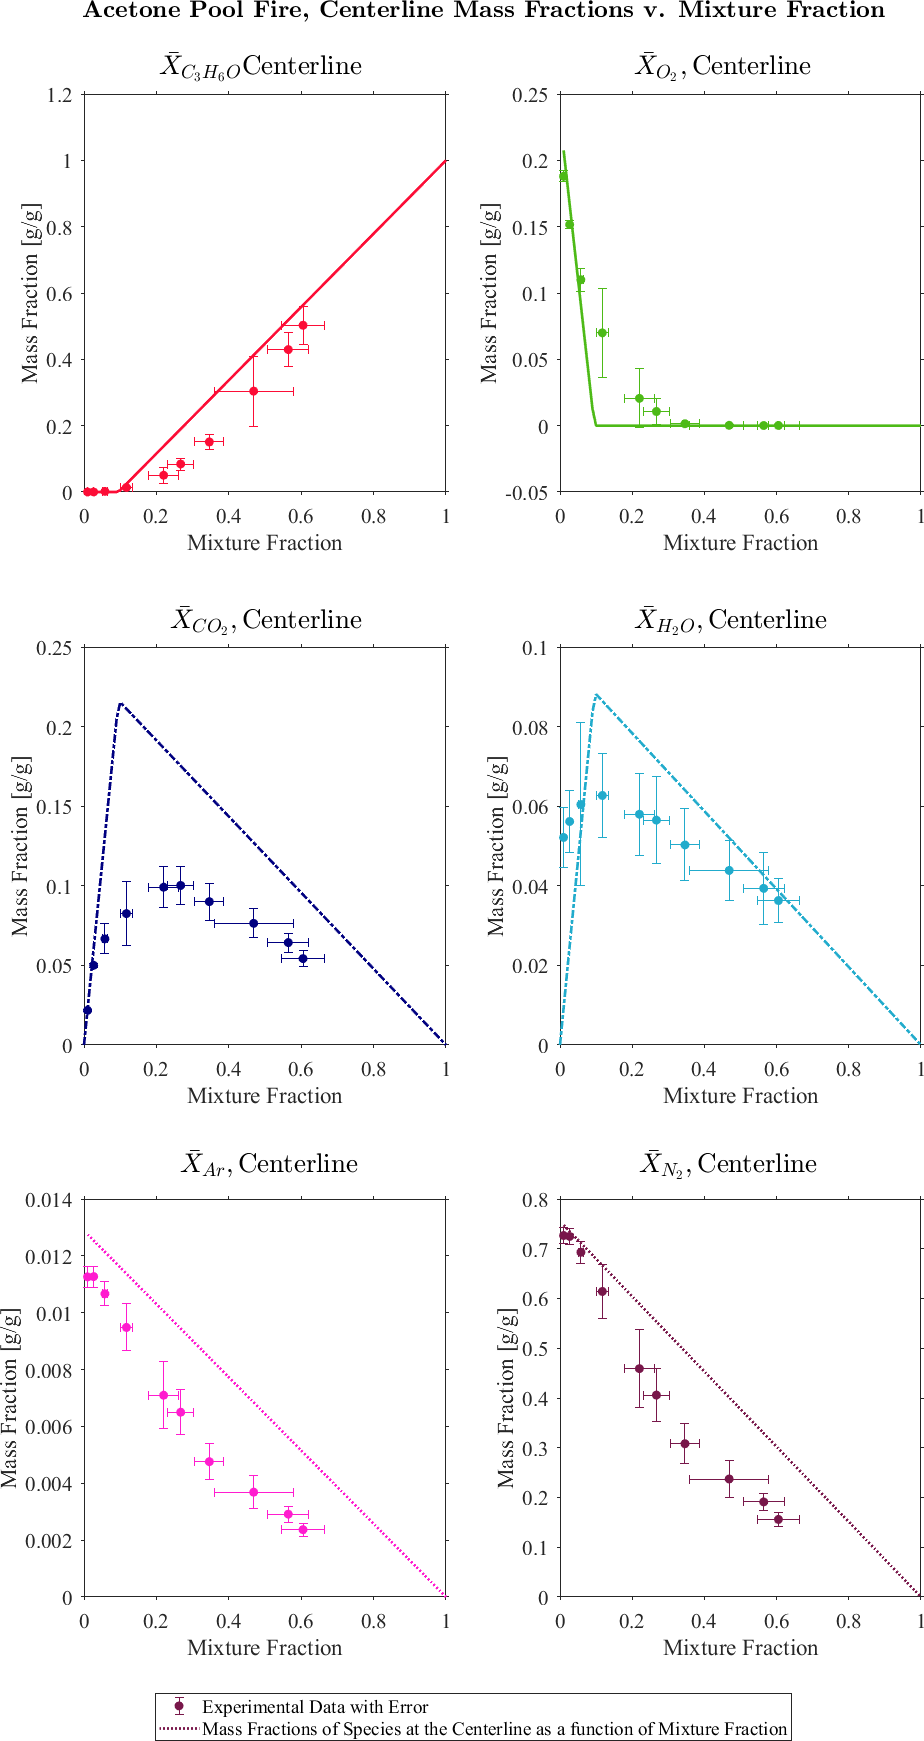 Acetone Pool Fire, Centerline Mass Fractions v. Mixture Fraction
X̄_{C_3H_6O}Centerline
1.2
1
0.8
0.6
0.4
0.2
0
Mass Fraction [g/g]
0 0.2 0.4 0.6 0.8 1
Mixture Fraction
X̄_{O_2}, Centerline
0.25
0.2
0.15
0.1
0.05
0
-0.05
Mass Fraction [g/g]
0 0.2 0.4 0.6 0.8 1
Mixture Fraction
X̄_{CO_2}, Centerline
0.25
0.2
0.15
0.1
0.05
0
Mass Fraction [g/g]
0 0.2 0.4 0.6 0.8 1
Mixture Fraction
X̄_{H_2O}, Centerline
0.1
0.08
0.06
0.04
0.02
0
Mass Fraction [g/g]
0 0.2 0.4 0.6 0.8 1
Mixture Fraction
X̄_{Ar}, Centerline
0.014
0.012
0.01
0.008
0.006
0.004
0.002
0
Mass Fraction [g/g]
0 0.2 0.4 0.6 0.8 1
Mixture Fraction
X̄_{N_2}, Centerline
0.8
0.7
0.6
0.5
0.4
0.3
0.2
0.1
0
Mass Fraction [g/g]
0 0.2 0.4 0.6 0.8 1
Mixture Fraction
Experimental Data with Error
Mass Fractions of Species at the Centerline as a function of Mixture Fraction